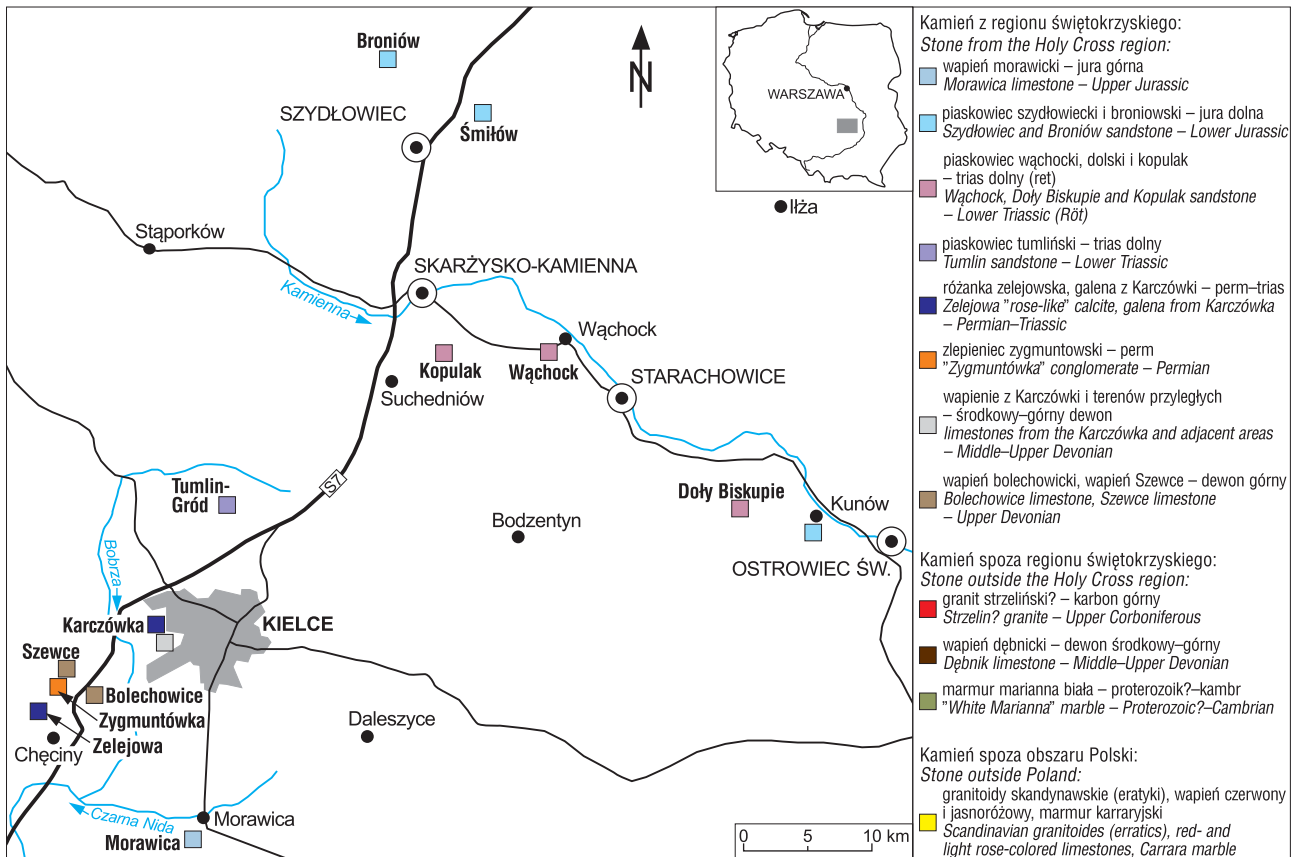 Broniów
SZYDŁOWIEC
Śmiłów
N
WARSZAWA
Iłża
Stąporków
SKARŻYSKO-KAMIENNA
Kamienna
Wąchock
Kopulak
Wąchock
Suchedniów
STARACHOWICE
S7
Tumlin-
Gród
Doły Biskupie
Kunów
Bodzentyn
OSTROWIEC ŚW.
Bobrza
Karczówka
KIELCE
Szewce
Bolechowice
Zygmuntówka
Zelejowa
Chęciny
Daleszyce
Czarna Nida
Morawica
Morawica
0 5 10 km
Kamień z regionu świętokrzyskiego:
Stone from the Holy Cross region:
wapień morawicki – jura górna
Morawica limestone – Upper Jurassic
piaskowiec szydłowiecki i broniowski – jura dolna
Szydłowiec and Broniów sandstone – Lower Jurassic
piaskowiec wąchocki, dolski i kopulak
– trias dolny (ret)
Wąchock, Doły Biskupie and Kopulak sandstone
– Lower Triassic (Röt)
piaskowiec tumliński – trias dolny
Tumlin sandstone – Lower Triassic
różanka zelejowska, galena z Karczówki – perm–trias
Zelejowa "rose-like" calcite, galena from Karczówka
– Permian–Triassic
zlepieniec zygmuntowski – perm
"Zygmuntówka" conglomerate – Permian
wapienie z Karczówki i terenów przyległych
– środkowy–górny dewon
limestones from the Karczówka and adjacent areas
– Middle–Upper Devonian
wapień bolechowicki, wapień Szewce – dewon górny
Bolechowice limestone, Szewce limestone
– Upper Devonian
Kamień spoza regionu świętokrzyskiego:
Stone outside the Holy Cross region:
granit strzeliński? – karbon górny
Strzelin? granite – Upper Corboniferous
wapień dębnicki – dewon środkowy–górny
Dębnik limestone – Middle–Upper Devonian
marmur marianna biała – proterozoik?–kambr
"White Marianna" marble – Proterozoic?–Cambrian
Kamień spoza obszaru Polski:
Stone outside Poland:
granitoidy skandynawskie (eratyki), wapień czerwony
i jasnoróżowy, marmur karraryjski
Scandinavian granitoides (erratics), red- and
light rose-colored limestones, Carrara marble